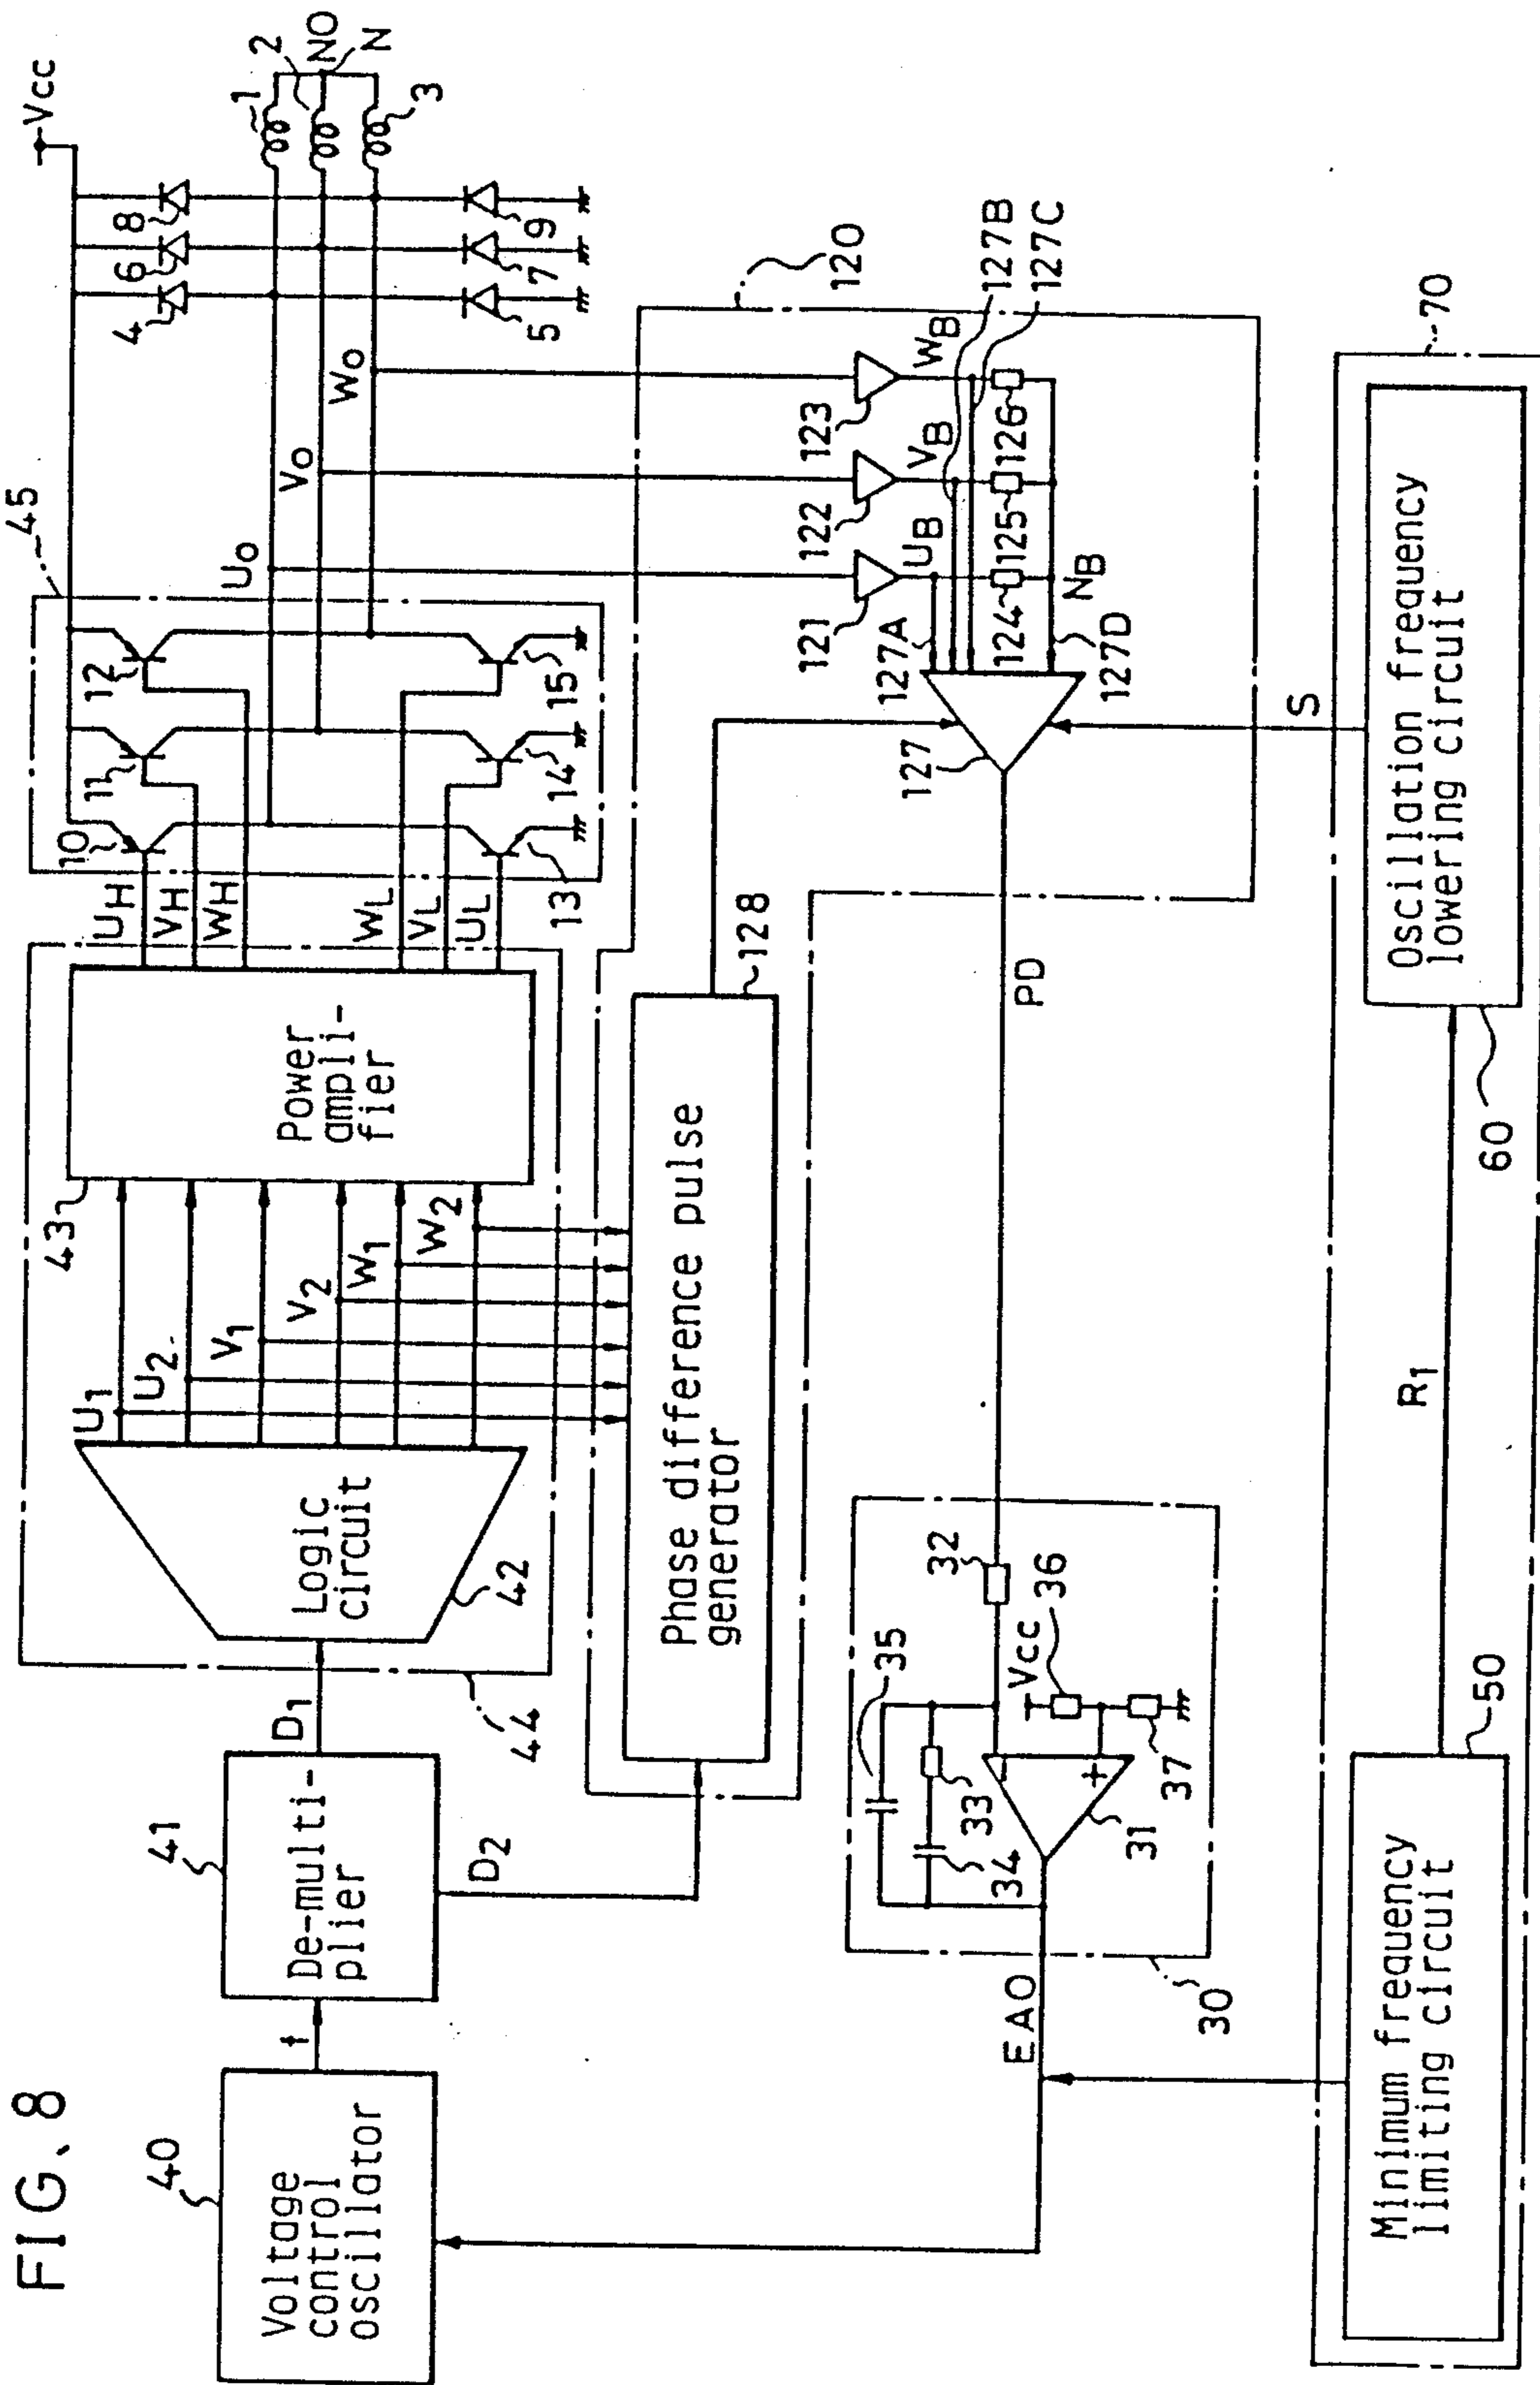 FIG. 8
40
Voltage
control
oscillator
f
41
De-multi-
plier
D1
D2
44
Logic
circuit
42
U1
U2
V1
V2
W1
W2
43
Power
ampli-
fier
UH
VH
WH
WL
VL
UL
45
10
11
12
13
14
15
Uo
Vo
Wo
4
6
8
5
7
9
Vcc
1
2
3
NO
N
Phase difference pulse
generator
128
120
121
122
123
UB
VB
WB
127A
127B
127C
127D
124
125
126
NB
127
S
PD
30
31
32
33
34
35
36
37
Vcc
-
+
EAO
Minimum frequency
limiting circuit
50
R1
60
Oscillation frequency
lowering circuit
70